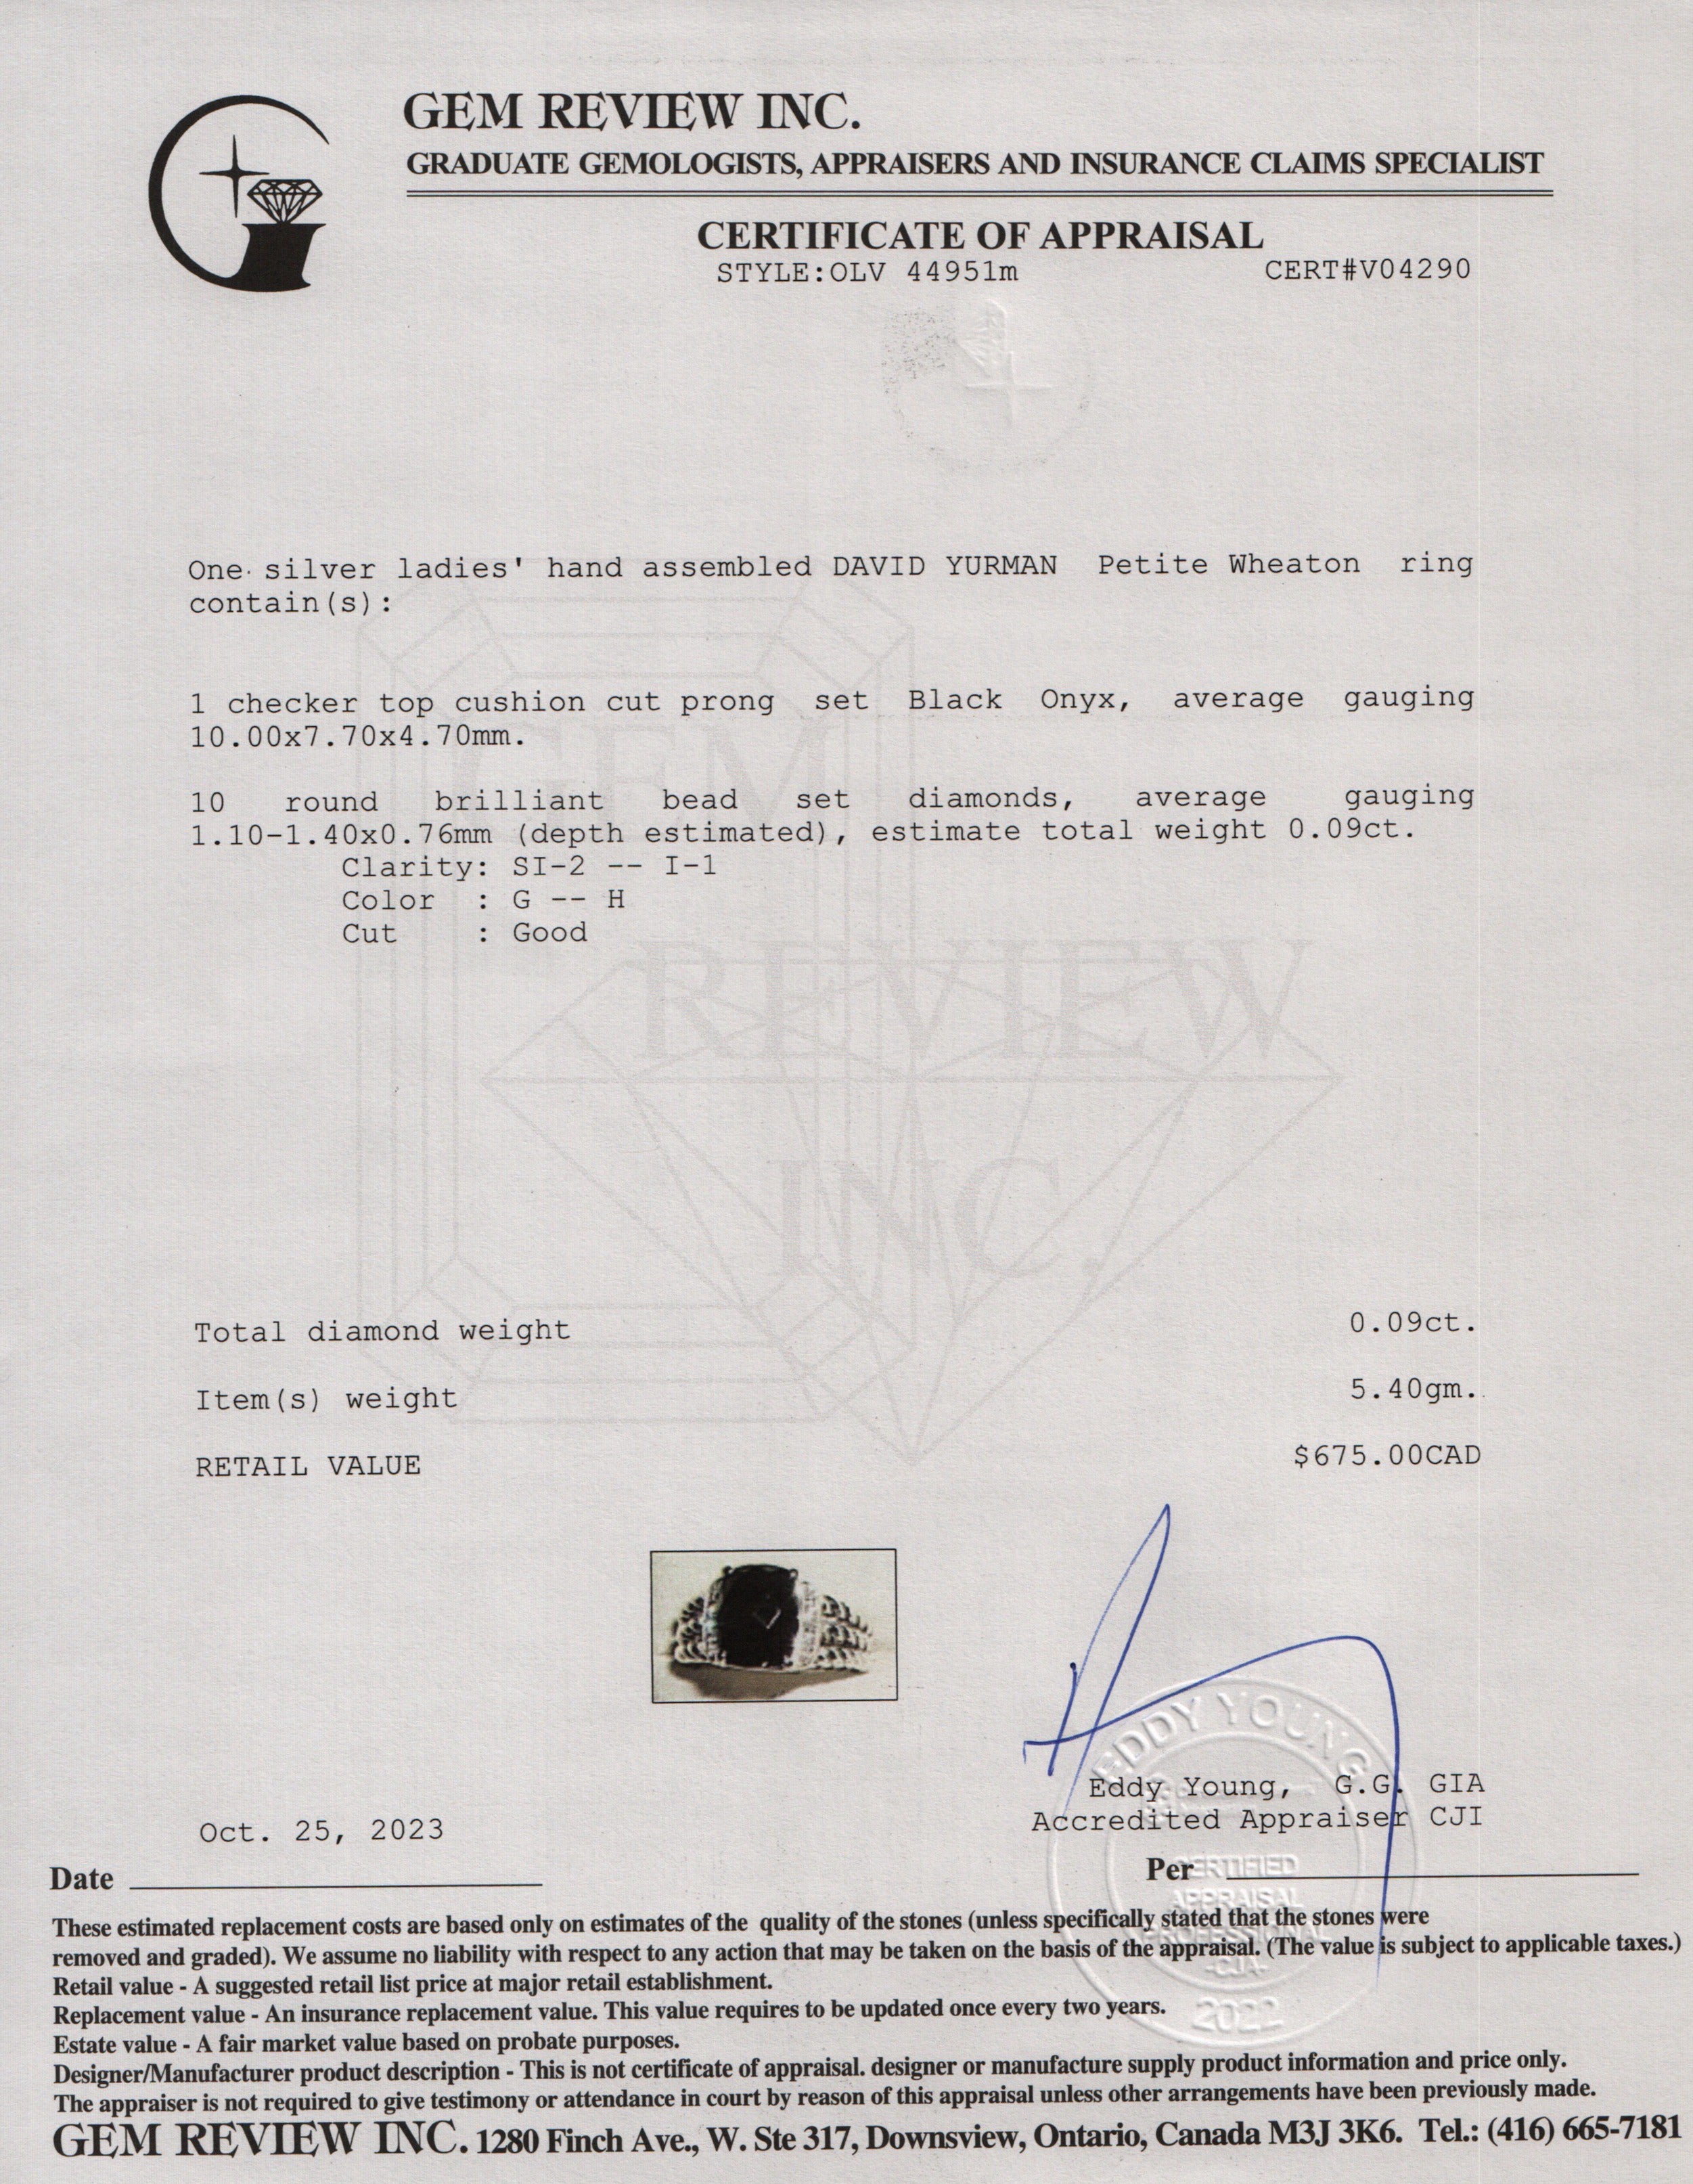 GEM REVIEW INC.
GRADUATE GEMOLOGISTS, APPRAISERS AND INSURANCE CLAIMS SPECIALIST
CERTIFICATE OF APPRAISAL
STYLE:OLV 44951m CERT#V04290
One silver ladies' hand assembled DAVID YURMAN Petite Wheaton ring
contain(s):
1 checker top cushion cut prong set Black Onyx, average gauging
10.00x7.70x4.70mm.
10 round brilliant bead set diamonds, average gauging
1.10-1.40x0.76mm (depth estimated), estimate total weight 0.09ct.
Clarity: SI-2 -- I-1
Color : G -- H
Cut : Good
GEM
REVIEW
INC.
Total diamond weight 0.09ct.
Item(s) weight 5.40gm.
RETAIL VALUE $675.00CAD
EDDY YOUNG
Eddy Young, G.G. GIA
Accredited Appraiser CJI
Oct. 25, 2023
Date
Per
CERTIFIED
APPRAISAL
PROFESSIONAL
-CJA-
2022
These estimated replacement costs are based only on estimates of the quality of the stones (unless specifically stated that the stones were
removed and graded). We assume no liability with respect to any action that may be taken on the basis of the appraisal. (The value is subject to applicable taxes.)
Retail value - A suggested retail list price at major retail establishment.
Replacement value - An insurance replacement value. This value requires to be updated once every two years.
Estate value - A fair market value based on probate purposes.
Designer/Manufacturer product description - This is not certificate of appraisal. designer or manufacture supply product information and price only.
The appraiser is not required to give testimony or attendance in court by reason of this appraisal unless other arrangements have been previously made.
GEM REVIEW INC. 1280 Finch Ave., W. Ste 317, Downsview, Ontario, Canada M3J 3K6. Tel.: (416) 665-7181